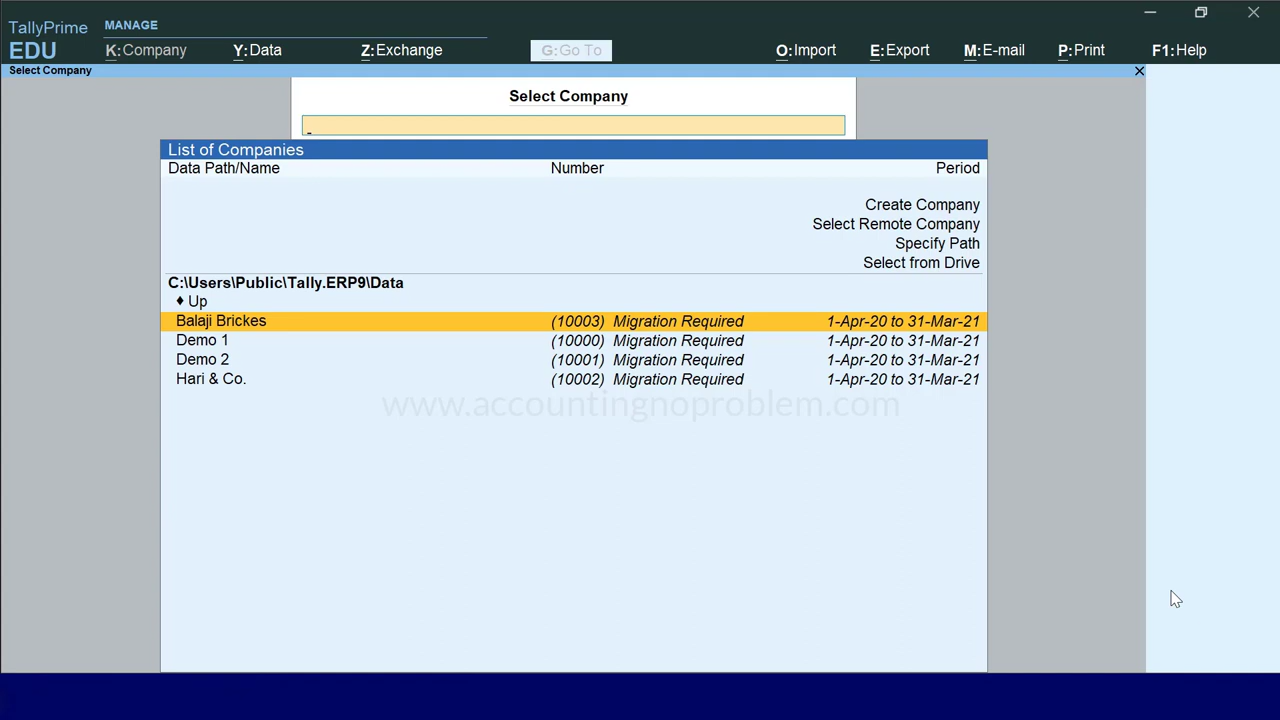 TallyPrime
MANAGE
EDU
K:Company Y:Data Z:Exchange G:Go To O:Import E:Export M:E-mail P:Print F1:Help
Select Company
Select Company
List of Companies
Data Path/Name Number Period
Create Company
Select Remote Company
Specify Path
Select from Drive
C:\Users\Public\Tally.ERP9\Data
♦ Up
Balaji Brickes (10003) Migration Required 1-Apr-20 to 31-Mar-21
Demo 1 (10000) Migration Required 1-Apr-20 to 31-Mar-21
Demo 2 (10001) Migration Required 1-Apr-20 to 31-Mar-21
Hari & Co. (10002) Migration Required 1-Apr-20 to 31-Mar-21
www.accountingnoproblem.com